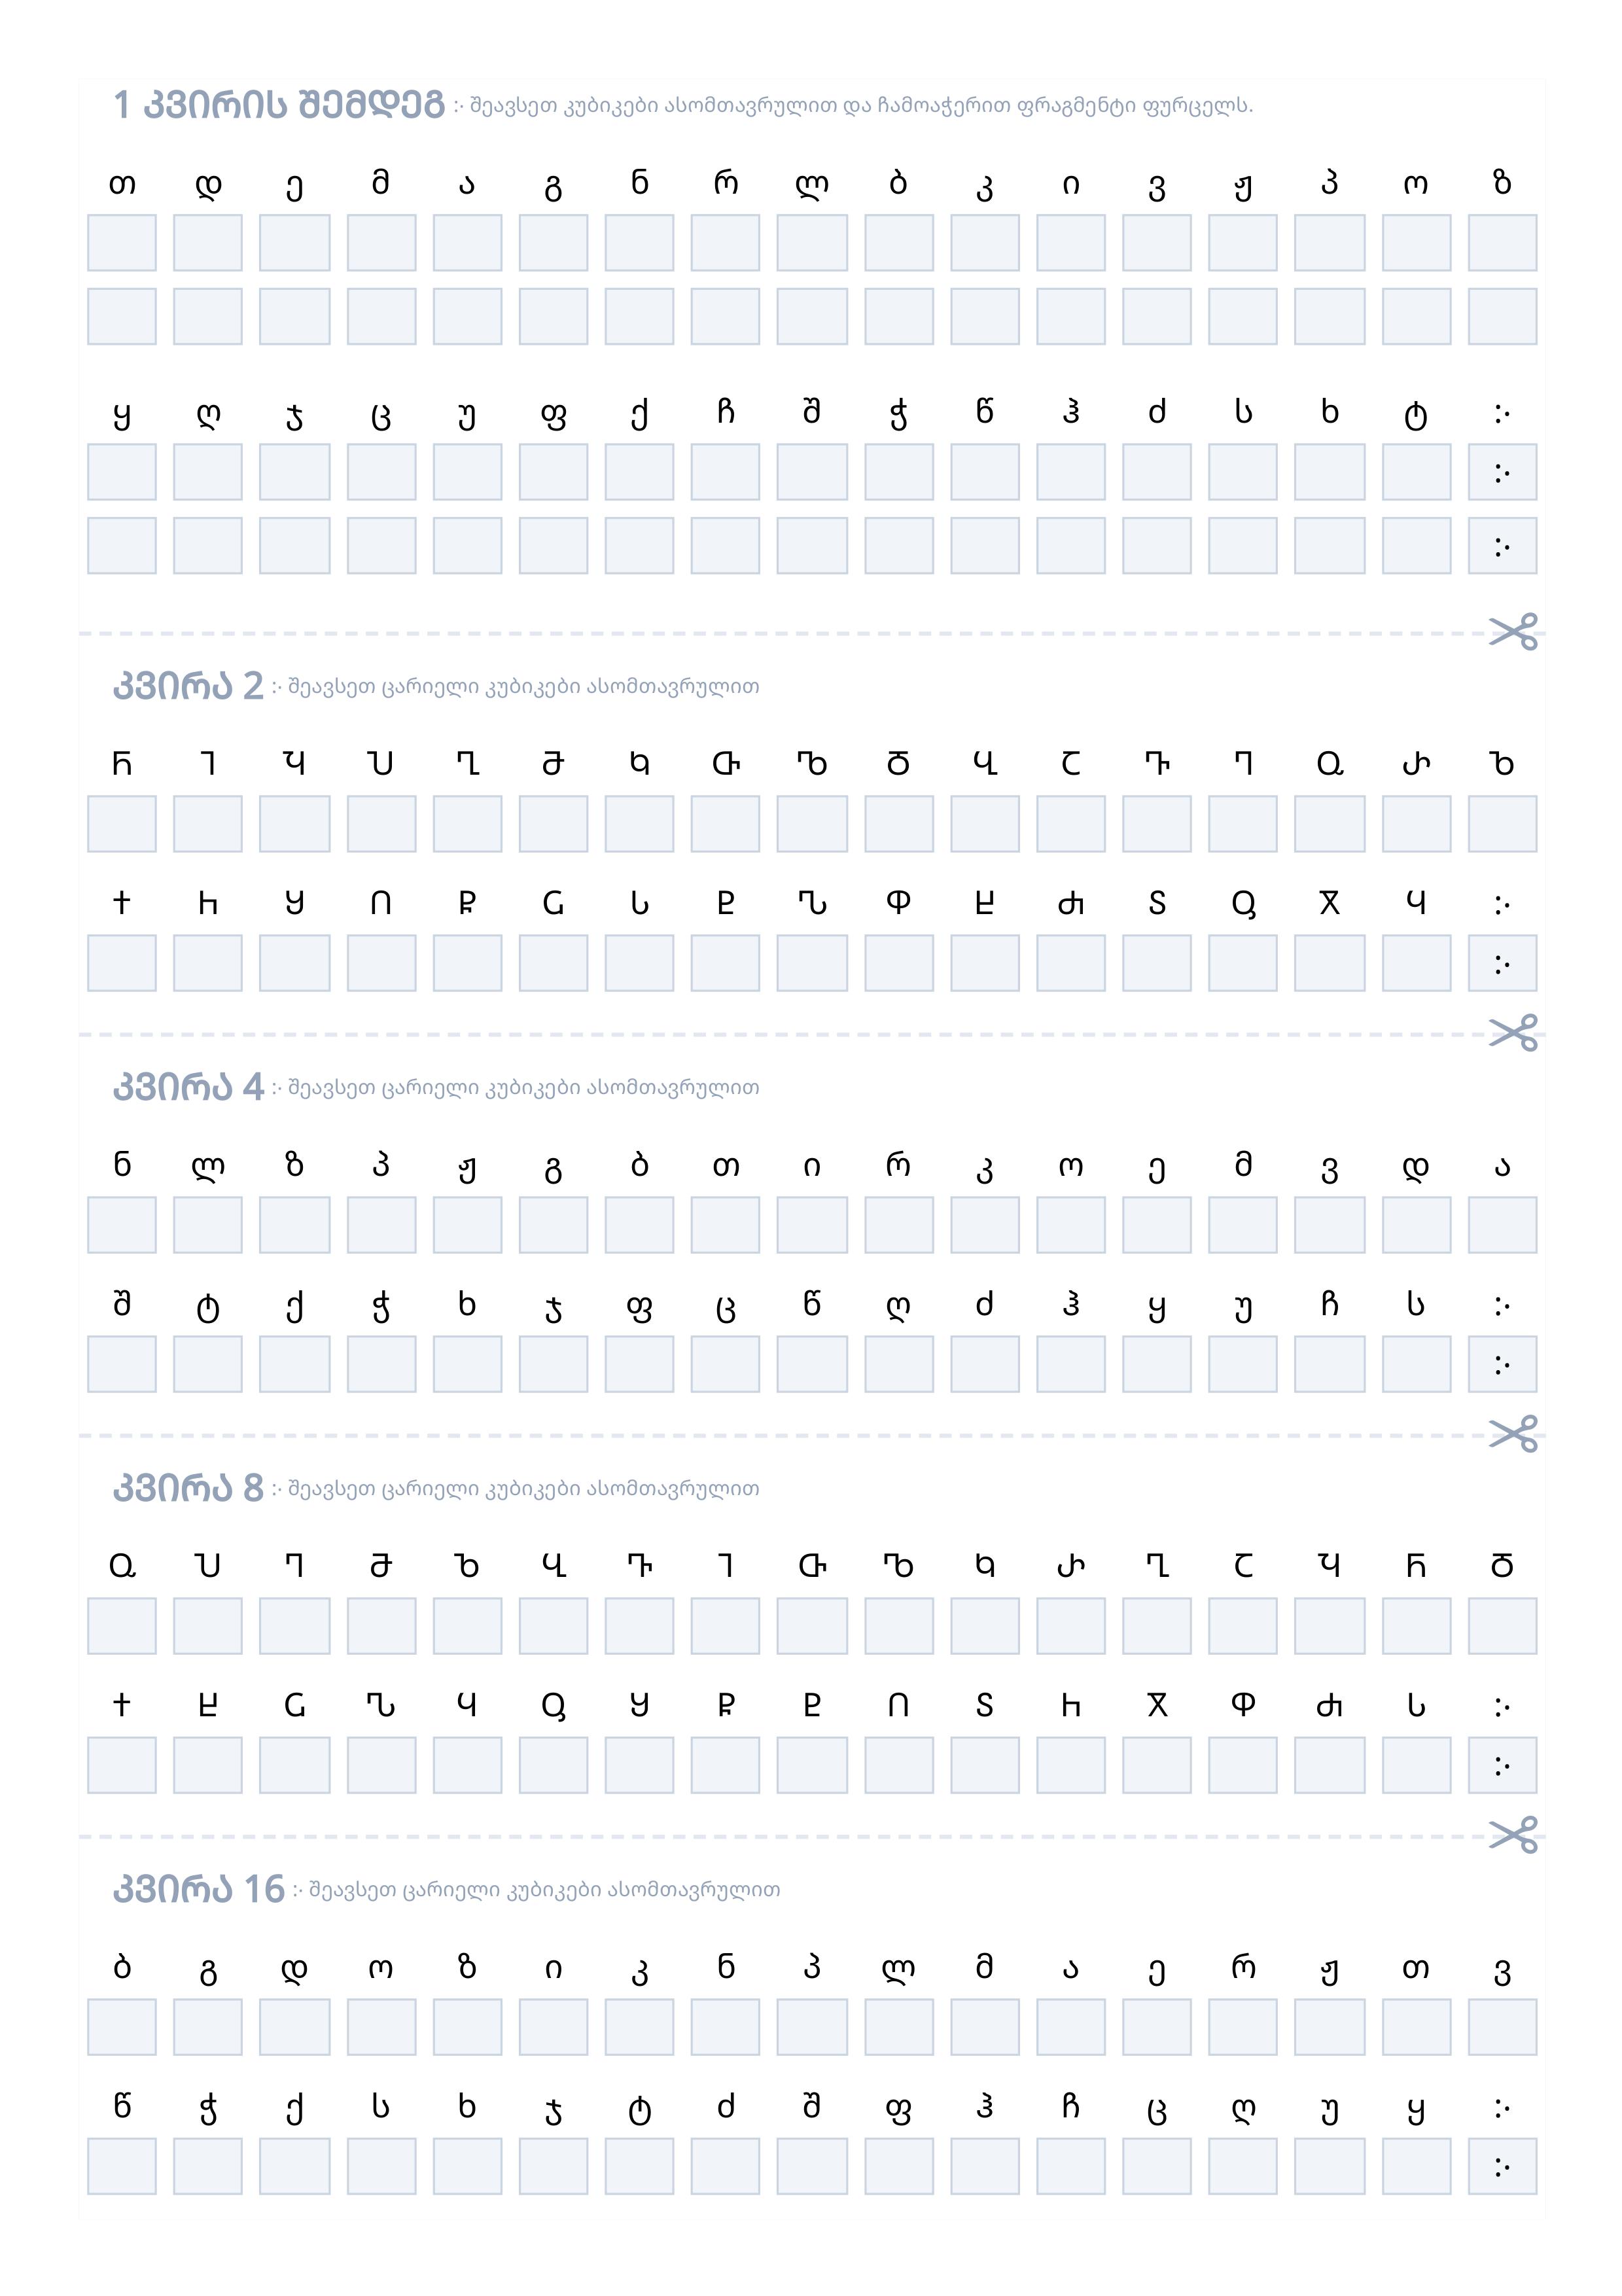 1 ᲙᲕᲘᲠᲘᲡ ᲨᲔᲛᲓᲔᲒ :· შეავსეთ კუბიკები ასომთავრულით და ჩამოაჭერით ფრაგმენტი ფურცელს.
თ დ ე მ ა გ ნ რ ლ ბ კ ი ვ ჟ პ ო ზ
ყ ღ ჯ ც უ ფ ქ ჩ შ ჭ წ ჰ ძ ს ხ ტ :·
:·
:·
ᲙᲕᲘᲠᲐ 2 :· შეავსეთ ცარიელი კუბიკები ასომთავრულით
Ⴌ Ⴈ Ⴁ Ⴎ Ⴂ Ⴋ Ⴉ Ⴇ Ⴊ Ⴃ Ⴏ Ⴀ Ⴄ Ⴅ Ⴍ Ⴐ Ⴆ
Ⴕ Ⴙ Ⴘ Ⴖ Ⴜ Ⴚ Ⴑ Ⴒ Ⴠ Ⴔ Ⴞ Ⴛ Ⴝ Ⴓ Ⴟ Ⴗ :·
:·
ᲙᲕᲘᲠᲐ 4 :· შეავსეთ ცარიელი კუბიკები ასომთავრულით
ნ ლ ზ პ ჟ გ ბ თ ი რ კ ო ე მ ვ დ ა
შ ტ ქ ჭ ხ ჯ ფ ც წ ღ ძ ჰ ყ უ ჩ ს :·
:·
ᲙᲕᲘᲠᲐ 8 :· შეავსეთ ცარიელი კუბიკები ასომთავრულით
Ⴍ Ⴎ Ⴅ Ⴋ Ⴆ Ⴏ Ⴄ Ⴈ Ⴇ Ⴊ Ⴉ Ⴐ Ⴂ Ⴀ Ⴁ Ⴌ Ⴃ
Ⴕ Ⴞ Ⴚ Ⴠ Ⴗ Ⴓ Ⴘ Ⴜ Ⴒ Ⴖ Ⴝ Ⴙ Ⴟ Ⴔ Ⴛ Ⴑ :·
:·
ᲙᲕᲘᲠᲐ 16 :· შეავსეთ ცარიელი კუბიკები ასომთავრულით
ბ გ დ ო ზ ი კ ნ პ ლ მ ა ე რ ჟ თ ვ
წ ჭ ქ ს ხ ჯ ტ ძ შ ფ ჰ ჩ ც ღ უ ყ :·
:·